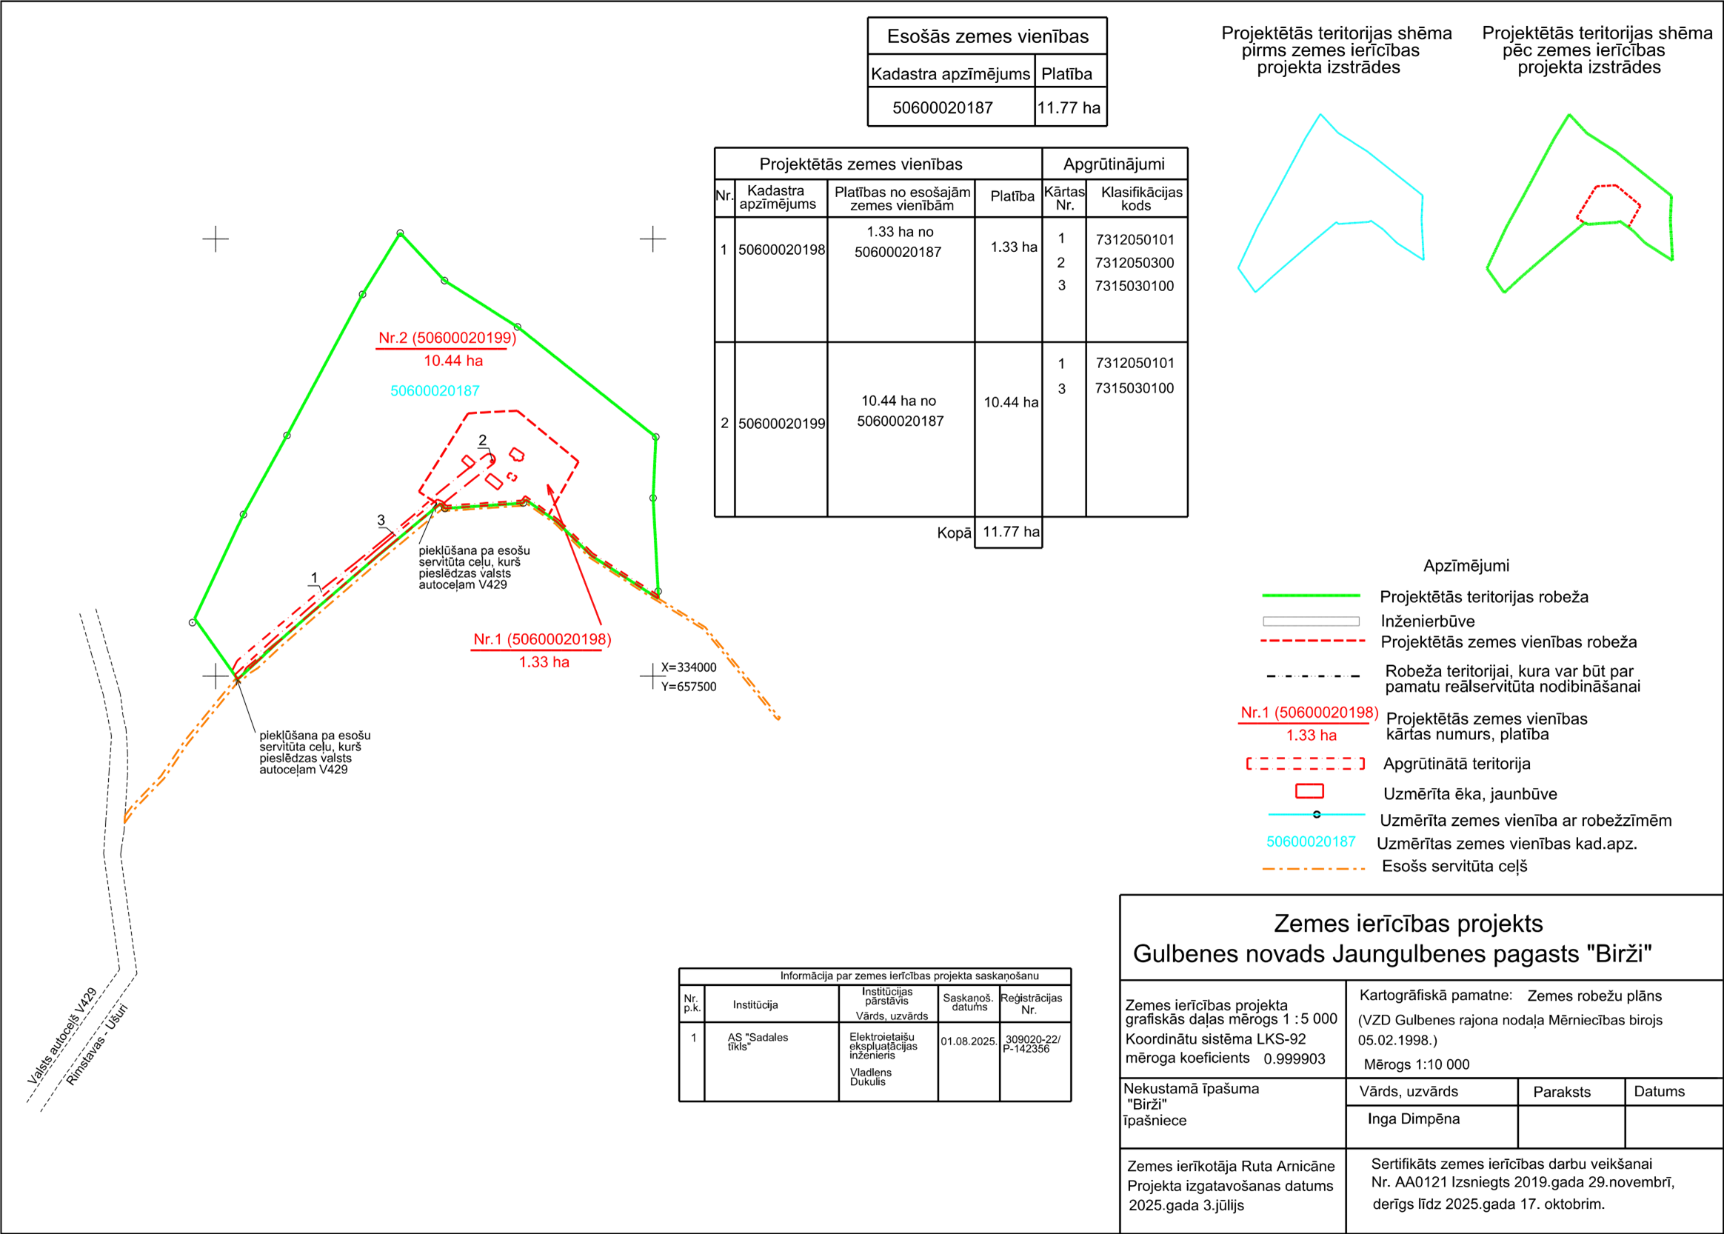 Esošās zemes vienības
Kadastra apzīmējums Platība
50600020187 11.77 ha
Projektētās teritorijas shēma
pirms zemes ierīcības
projekta izstrādes
Projektētās teritorijas shēma
pēc zemes ierīcības
projekta izstrādes
Projektētās zemes vienības Apgrūtinājumi
Nr. Kadastra apzīmējums Platības no esošajām zemes vienībām Platība Kārtas Nr. Klasifikācijas kods
1 50600020198 1.33 ha no 50600020187 1.33 ha
1 7312050101
2 7312050300
3 7315030100
2 50600020199 10.44 ha no 50600020187 10.44 ha
1 7312050101
3 7315030100
Kopā 11.77 ha
Nr.2 (50600020199)
10.44 ha
50600020187
2
3
1
piekļūšana pa esošu
servitūta ceļu, kurš
pieslēdzas valsts
autoceļam V429
Nr.1 (50600020198)
1.33 ha
X=334000
Y=657500
piekļūšana pa esošu
servitūta ceļu, kurš
pieslēdzas valsts
autoceļam V429
Valsts autoceļš V429
Rimstavas - Ušuri
Apzīmējumi
Projektētās teritorijas robeža
Inženierbūve
Projektētās zemes vienības robeža
Robeža teritorijai, kura var būt par
pamatu reālservitūta nodibināšanai
Nr.1 (50600020198)
1.33 ha
Projektētās zemes vienības
kārtas numurs, platība
Apgrūtinātā teritorija
Uzmērīta ēka, jaunbūve
Uzmērīta zemes vienība ar robežzīmēm
50600020187 Uzmērītas zemes vienības kad.apz.
Esošs servitūta ceļš
Informācija par zemes ierīcības projekta saskaņošanu
Nr. p.k. Institūcija Institūcijas pārstāvis Vārds, uzvārds Saskaņoš. datums Reģistrācijas Nr.
1 AS "Sadales tīkls" Elektroietaišu ekspluatācijas inženieris Vladlens Dukulis 01.08.2025. 309020-22/ P-142356
Zemes ierīcības projekts
Gulbenes novads Jaungulbenes pagasts "Birži"
Zemes ierīcības projekta
grafiskās daļas mērogs 1 : 5 000
Koordinātu sistēma LKS-92
mēroga koeficients 0.999903
Kartogrāfiskā pamatne: Zemes robežu plāns
(VZD Gulbenes rajona nodaļa Mērniecības birojs
05.02.1998.)
Mērogs 1:10 000
Nekustamā īpašuma
"Birži"
īpašniece
Vārds, uzvārds Paraksts Datums
Inga Dimpēna
Zemes ierīkotāja Ruta Arnicāne
Projekta izgatavošanas datums
2025.gada 3.jūlijs
Sertifikāts zemes ierīcības darbu veikšanai
Nr. AA0121 Izsniegts 2019.gada 29.novembrī,
derīgs līdz 2025.gada 17. oktobrim.